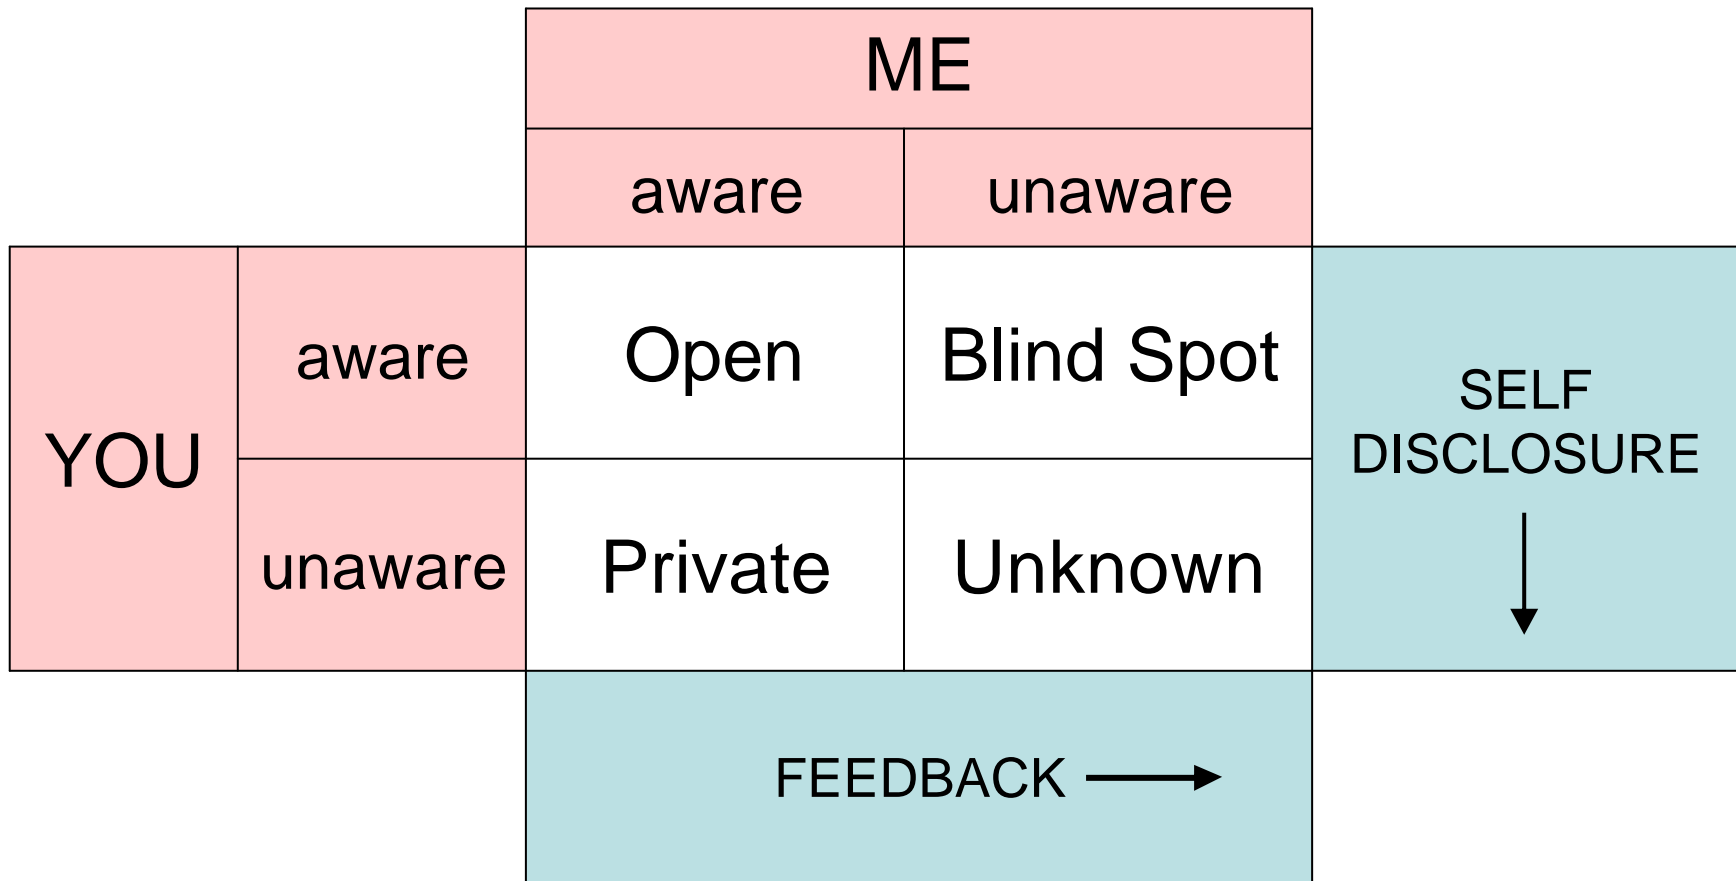 ME
aware unaware
aware Open Blind Spot
YOU
SELF
DISCLOSURE
unaware Private Unknown
FEEDBACK